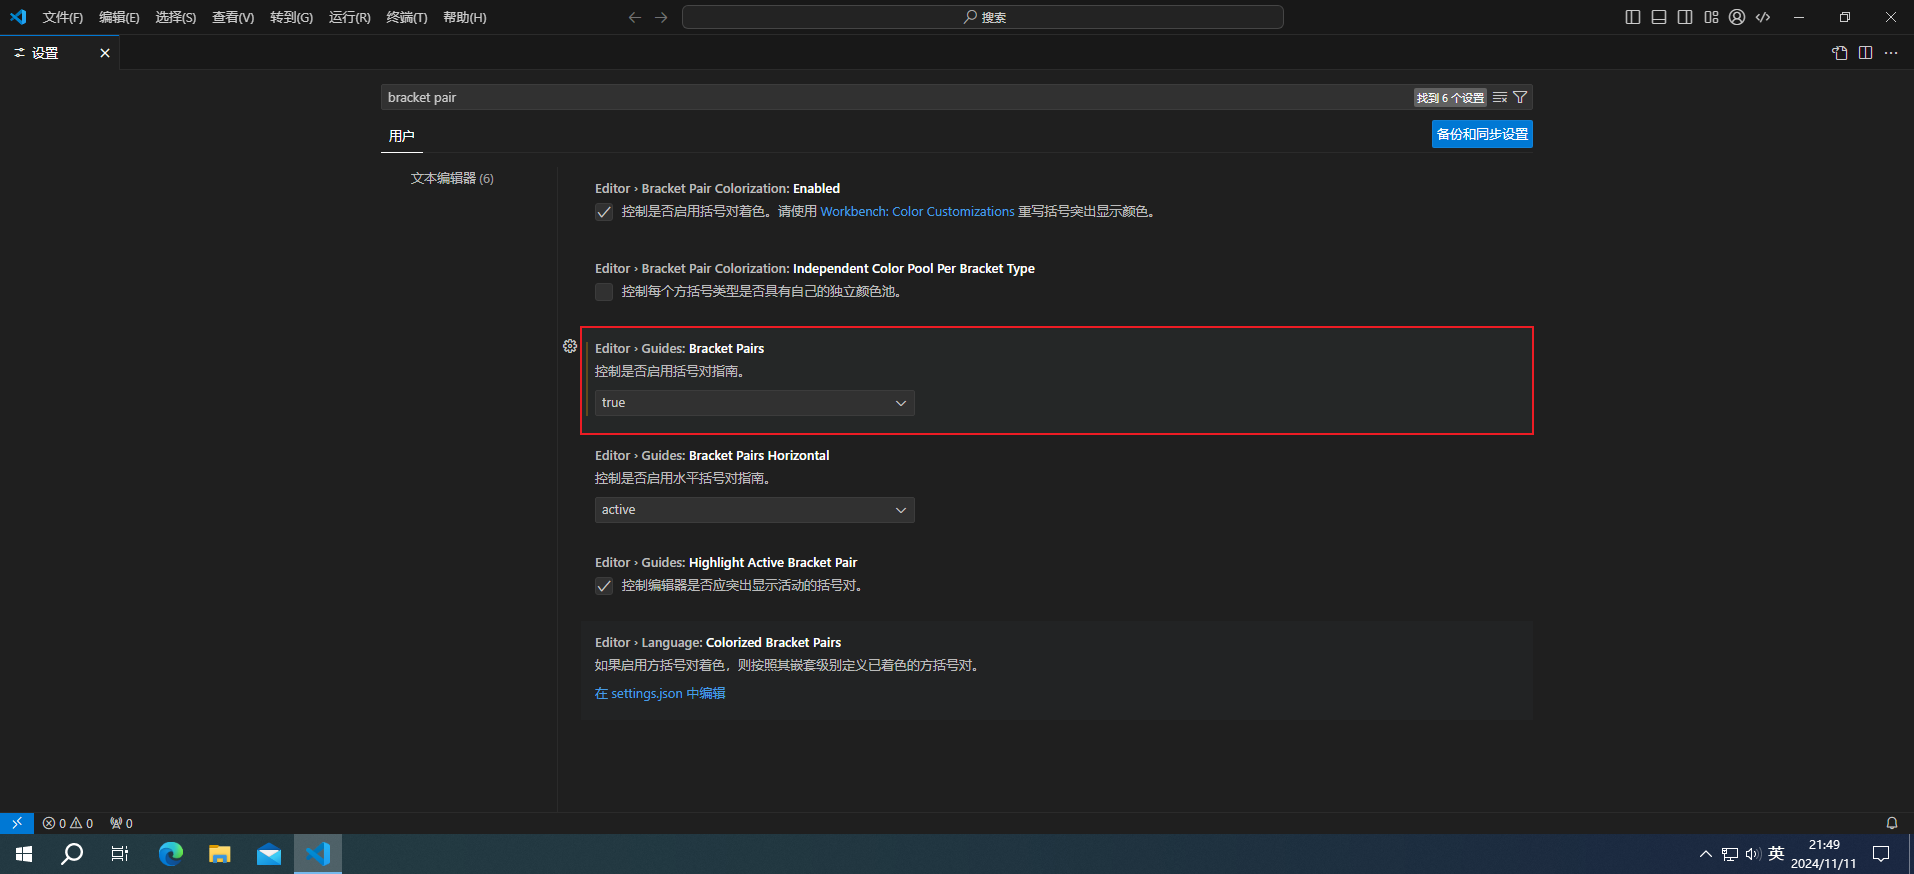 文件(F) 编辑(E) 选择(S) 查看(V) 转到(G) 运行(R) 终端(T) 帮助(H) 搜索
设置
bracket pair 找到 6 个设置
用户 备份和同步设置
文本编辑器 (6)
Editor › Bracket Pair Colorization: Enabled
控制是否启用括号对着色。请使用 Workbench: Color Customizations 重写括号突出显示颜色。
Editor › Bracket Pair Colorization: Independent Color Pool Per Bracket Type
控制每个方括号类型是否具有自己的独立颜色池。
Editor › Guides: Bracket Pairs
控制是否启用括号对指南。
true
Editor › Guides: Bracket Pairs Horizontal
控制是否启用水平括号对指南。
active
Editor › Guides: Highlight Active Bracket Pair
控制编辑器是否应突出显示活动的括号对。
Editor › Language: Colorized Bracket Pairs
如果启用方括号对着色，则按照其嵌套级别定义已着色的方括号对。
在 settings.json 中编辑
0 0 0
英 21:49
2024/11/11